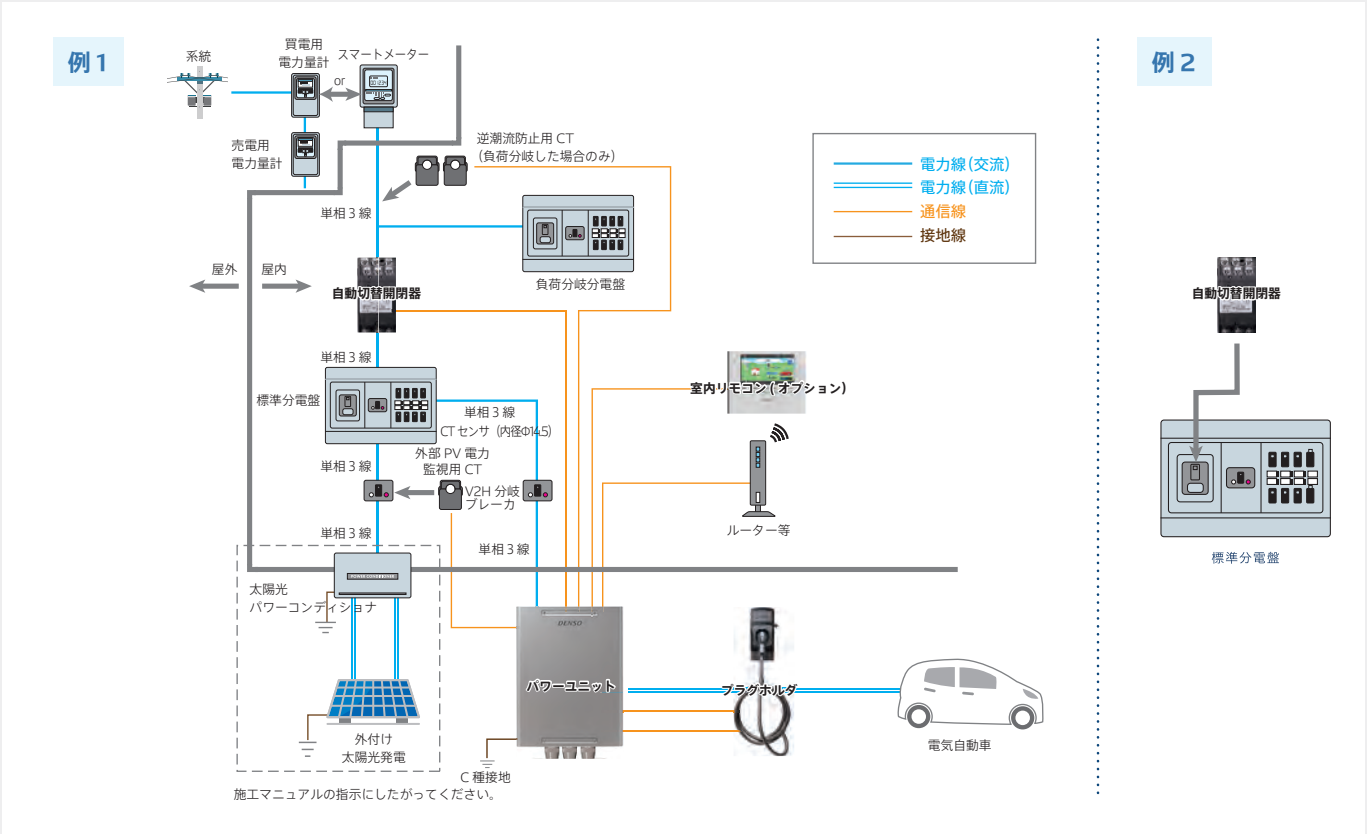 例 1
系統
買電用
電力量計
スマートメーター
or
売電用
電力量計
逆潮流防止用 CT
(負荷分岐した場合のみ)
単相 3 線
負荷分岐分電盤
屋外
屋内
自動切替開閉器
単相 3 線
標準分電盤
単相 3 線
CT センサ (内径Φ14.5)
外部 PV 電力
監視用 CT
単相 3 線
V2H 分岐
ブレーカ
単相 3 線
単相 3 線
POWER CONDITIONER
太陽光
パワーコンディショナ
外付け
太陽光発電
施工マニュアルの指示にしたがってください。
DENSO
パワーユニット
C 種接地
室内リモコン ( オプション)
ルーター等
プラグホルダ
電気自動車
電力線 (交流)
電力線 (直流)
通信線
接地線
例 2
自動切替開閉器
標準分電盤